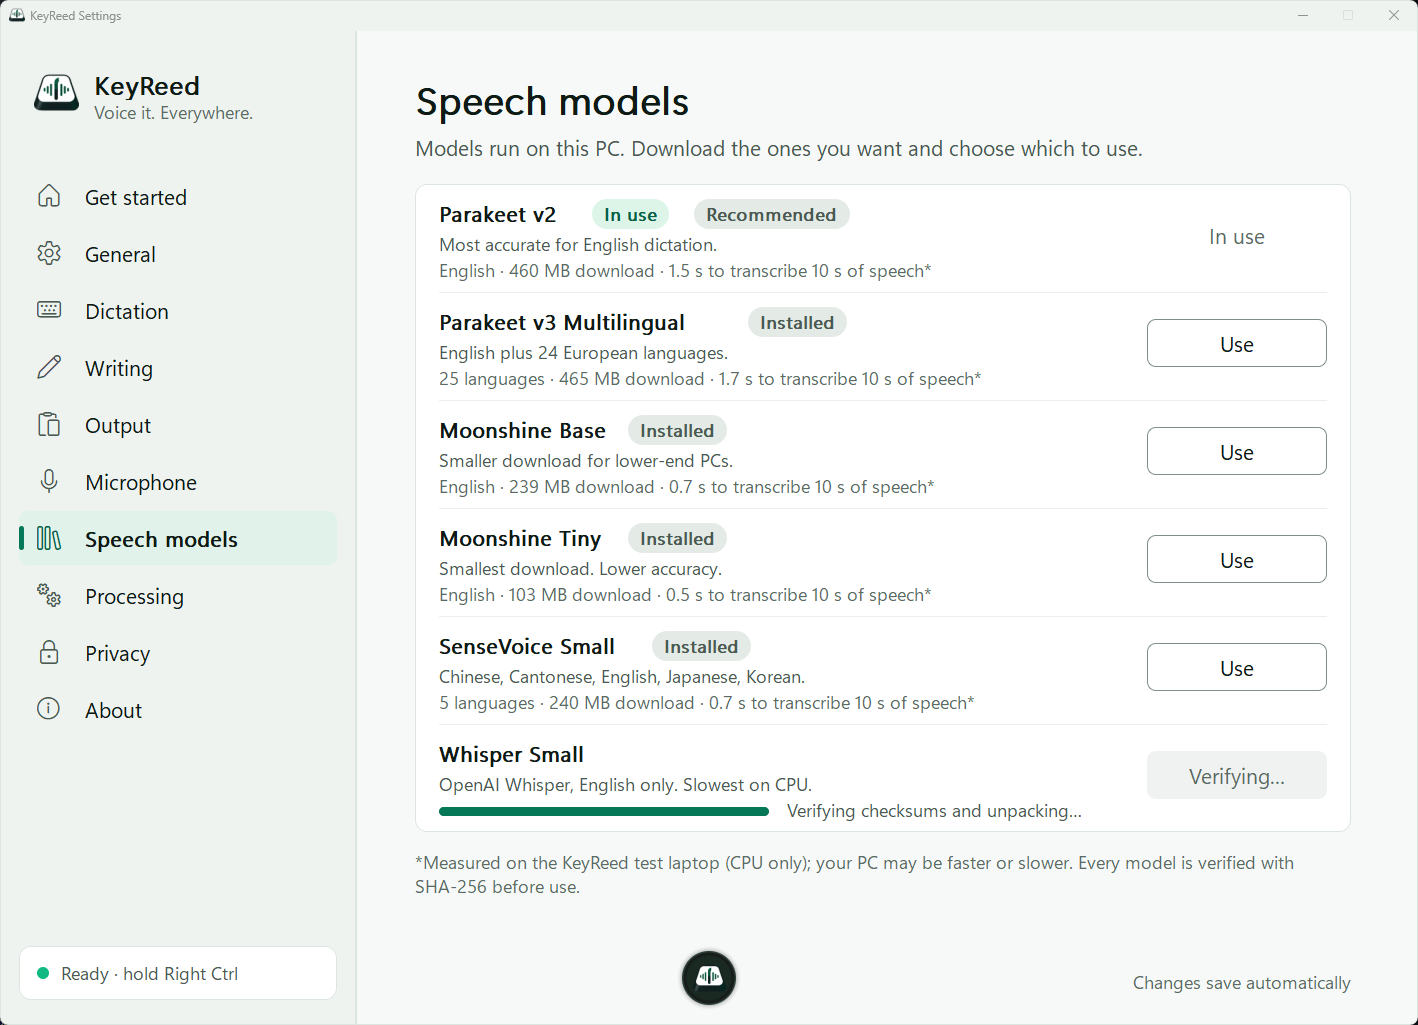 KeyReed Settings
KeyReed
Voice it. Everywhere.
Get started
General
Dictation
Writing
Output
Microphone
Speech models
Processing
Privacy
About
Ready · hold Right Ctrl
Speech models
Models run on this PC. Download the ones you want and choose which to use.
Parakeet v2 In use Recommended
Most accurate for English dictation.
English · 460 MB download · 1.5 s to transcribe 10 s of speech*
In use
Parakeet v3 Multilingual Installed
English plus 24 European languages.
25 languages · 465 MB download · 1.7 s to transcribe 10 s of speech*
Use
Moonshine Base Installed
Smaller download for lower-end PCs.
English · 239 MB download · 0.7 s to transcribe 10 s of speech*
Use
Moonshine Tiny Installed
Smallest download. Lower accuracy.
English · 103 MB download · 0.5 s to transcribe 10 s of speech*
Use
SenseVoice Small Installed
Chinese, Cantonese, English, Japanese, Korean.
5 languages · 240 MB download · 0.7 s to transcribe 10 s of speech*
Use
Whisper Small
OpenAI Whisper, English only. Slowest on CPU.
Verifying checksums and unpacking...
Verifying...
*Measured on the KeyReed test laptop (CPU only); your PC may be faster or slower. Every model is verified with
SHA-256 before use.
Changes save automatically